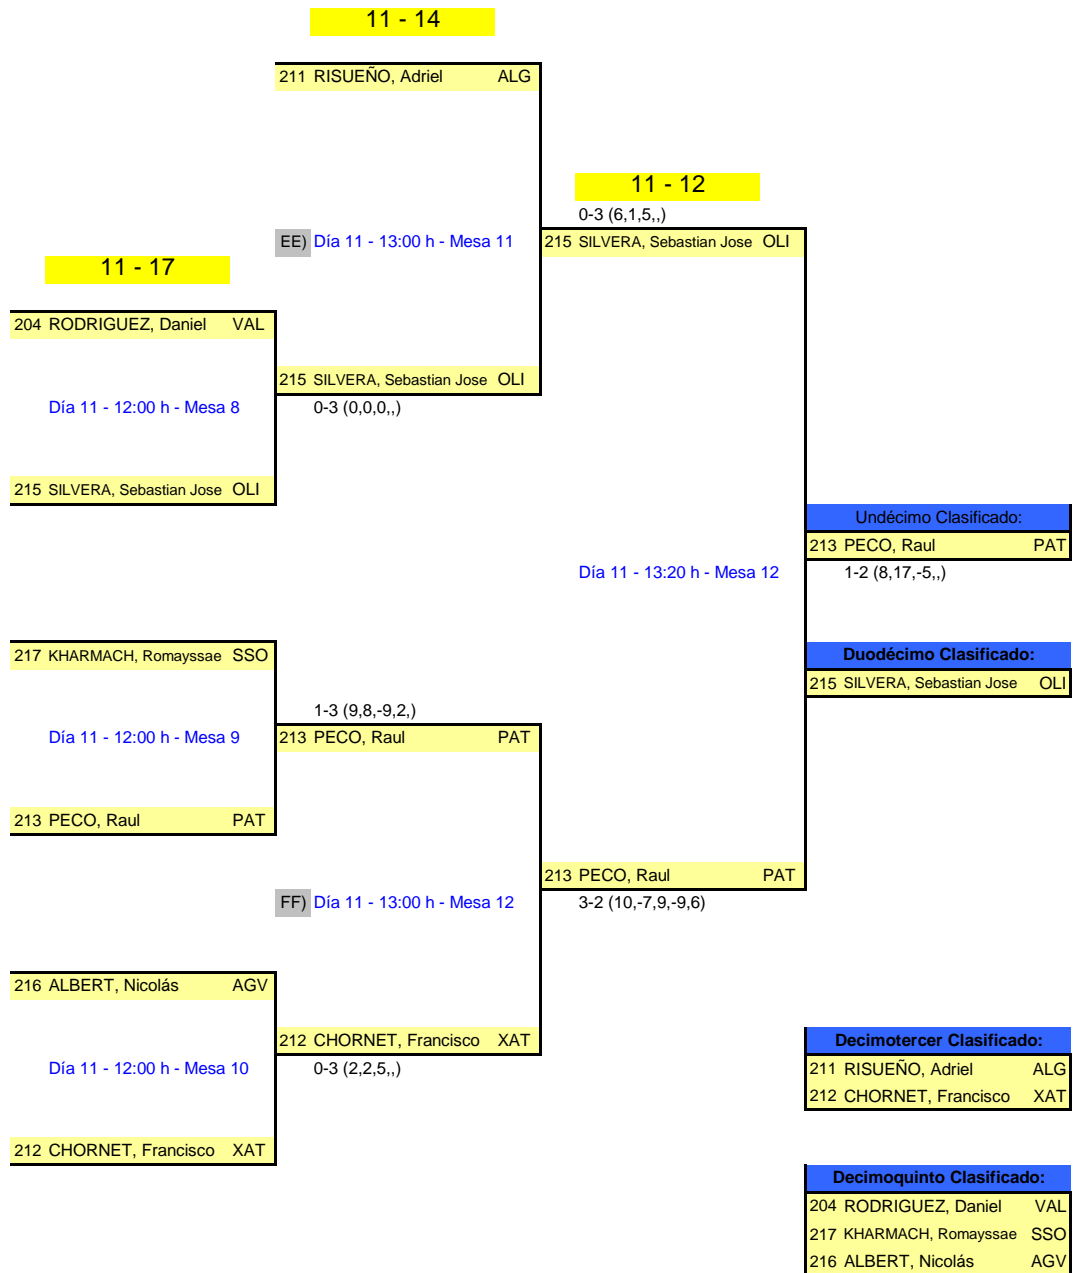 11 - 14
211 RISUEÑO, Adriel ALG
11 - 12
0-3 (6,1,5,,)
EE) Día 11 - 13:00 h - Mesa 11
215 SILVERA, Sebastian Jose OLI
11 - 17
204 RODRIGUEZ, Daniel VAL
215 SILVERA, Sebastian Jose OLI
Día 11 - 12:00 h - Mesa 8
0-3 (0,0,0,,)
215 SILVERA, Sebastian Jose OLI
Undécimo Clasificado:
213 PECO, Raul PAT
Día 11 - 13:20 h - Mesa 12
1-2 (8,17,-5,,)
217 KHARMACH, Romayssae SSO
Duodécimo Clasificado:
215 SILVERA, Sebastian Jose OLI
1-3 (9,8,-9,2,)
Día 11 - 12:00 h - Mesa 9
213 PECO, Raul PAT
213 PECO, Raul PAT
213 PECO, Raul PAT
FF) Día 11 - 13:00 h - Mesa 12
3-2 (10,-7,9,-9,6)
216 ALBERT, Nicolás AGV
212 CHORNET, Francisco XAT
Decimotercer Clasificado:
Día 11 - 12:00 h - Mesa 10
0-3 (2,2,5,,)
211 RISUEÑO, Adriel ALG
212 CHORNET, Francisco XAT
212 CHORNET, Francisco XAT
Decimoquinto Clasificado:
204 RODRIGUEZ, Daniel VAL
217 KHARMACH, Romayssae SSO
216 ALBERT, Nicolás AGV